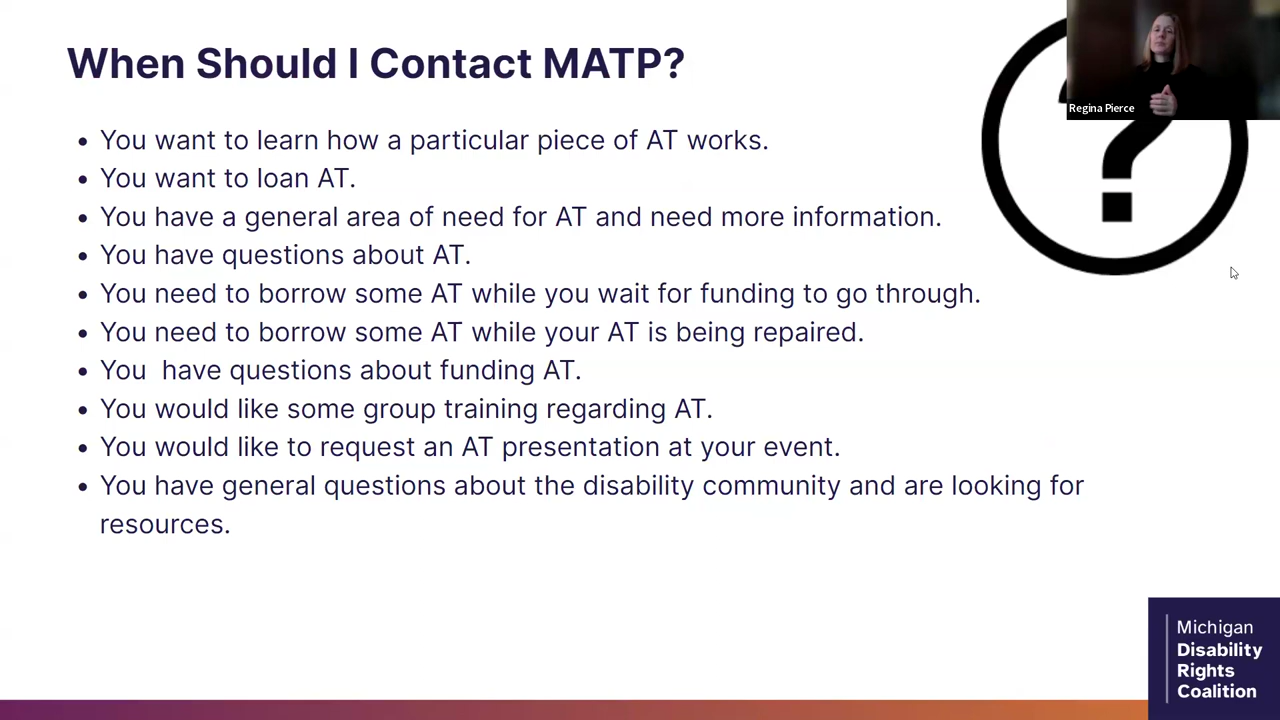 When Should I Contact MATP?
Regina Pierce
• You want to learn how a particular piece of AT works.
• You want to loan AT.
• You have a general area of need for AT and need more information.
• You have questions about AT.
• You need to borrow some AT while you wait for funding to go through.
• You need to borrow some AT while your AT is being repaired.
• You  have questions about funding AT.
• You would like some group training regarding AT.
• You would like to request an AT presentation at your event.
• You have general questions about the disability community and are looking for
resources.
Michigan
Disability
Rights
Coalition